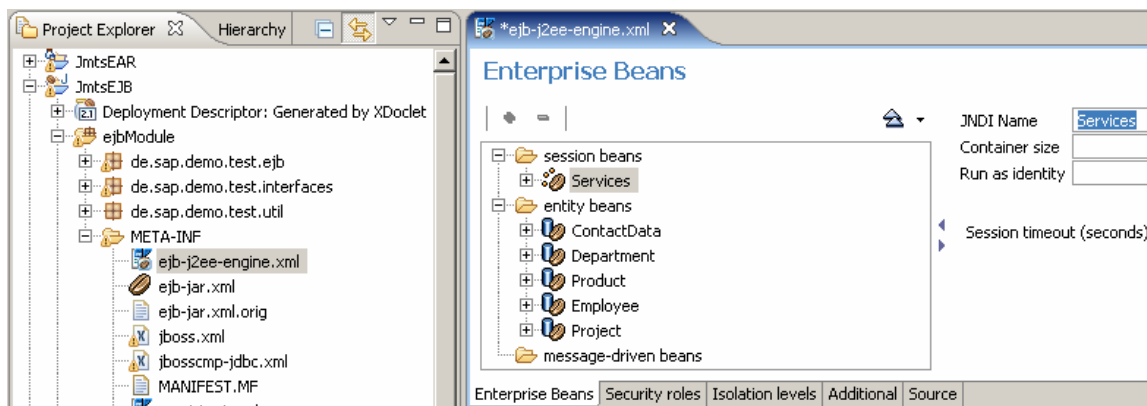 Project Explorer
Hierarchy
JmtsEAR
JmtsEJB
2.1 Deployment Descriptor: Generated by XDoclet
ejbModule
de.sap.demo.test.ejb
de.sap.demo.test.interfaces
de.sap.demo.test.util
META-INF
ejb-j2ee-engine.xml
ejb-jar.xml
ejb-jar.xml.orig
jboss.xml
jbosscmp-jdbc.xml
MANIFEST.MF
*ejb-j2ee-engine.xml
Enterprise Beans
session beans
Services
entity beans
ContactData
Department
Product
Employee
Project
message-driven beans
JNDI Name Services
Container size
Run as identity
Session timeout (seconds)
Enterprise Beans Security roles Isolation levels Additional Source